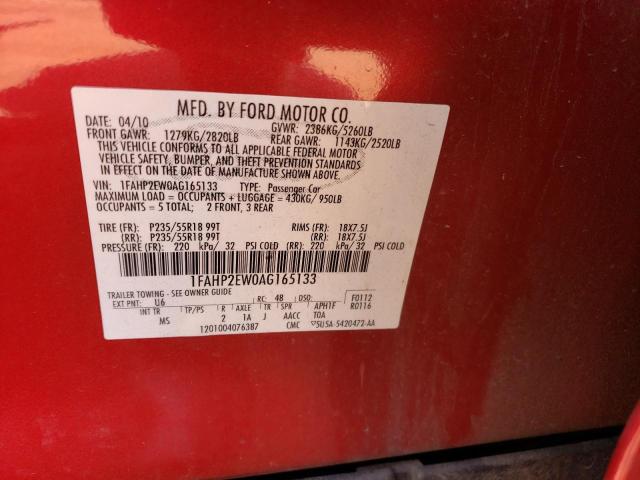 MFD. BY FORD MOTOR CO.
DATE: 04/10 GVWR: 2386KG/5260LB
FRONT GAWR: 1279KG/2820LB REAR GAWR: 1143KG/2520LB
THIS VEHICLE CONFORMS TO ALL APPLICABLE FEDERAL MOTOR
VEHICLE SAFETY, BUMPER, AND THEFT PREVENTION STANDARDS
IN EFFECT ON THE DATE OF MANUFACTURE SHOWN ABOVE.
VIN: 1FAHP2EW0AG165133 TYPE: Passenger Car
MAXIMUM LOAD = OCCUPANTS + LUGGAGE = 430KG/ 950LB
OCCUPANTS = 5 TOTAL; 2 FRONT, 3 REAR
TIRE (FR): P235/55R18 99T RIMS (FR): 18X7.5J
(RR): P235/55R18 99T (RR): 18X7.5J
PRESSURE (FR): 220 kPa/ 32 PSI COLD (RR): 220 kPa/ 32 PSI COLD
1FAHP2EW0AG165133
TRAILER TOWING - SEE OWNER GUIDE F0112
EXT PNT: U6 RC: 48 DSO: R0116
INT TR TP/PS R AXLE TR SPR APH1F
MS 2 1A J AACC TOA
1201004076387 CMC 5U5A-5420472-AA